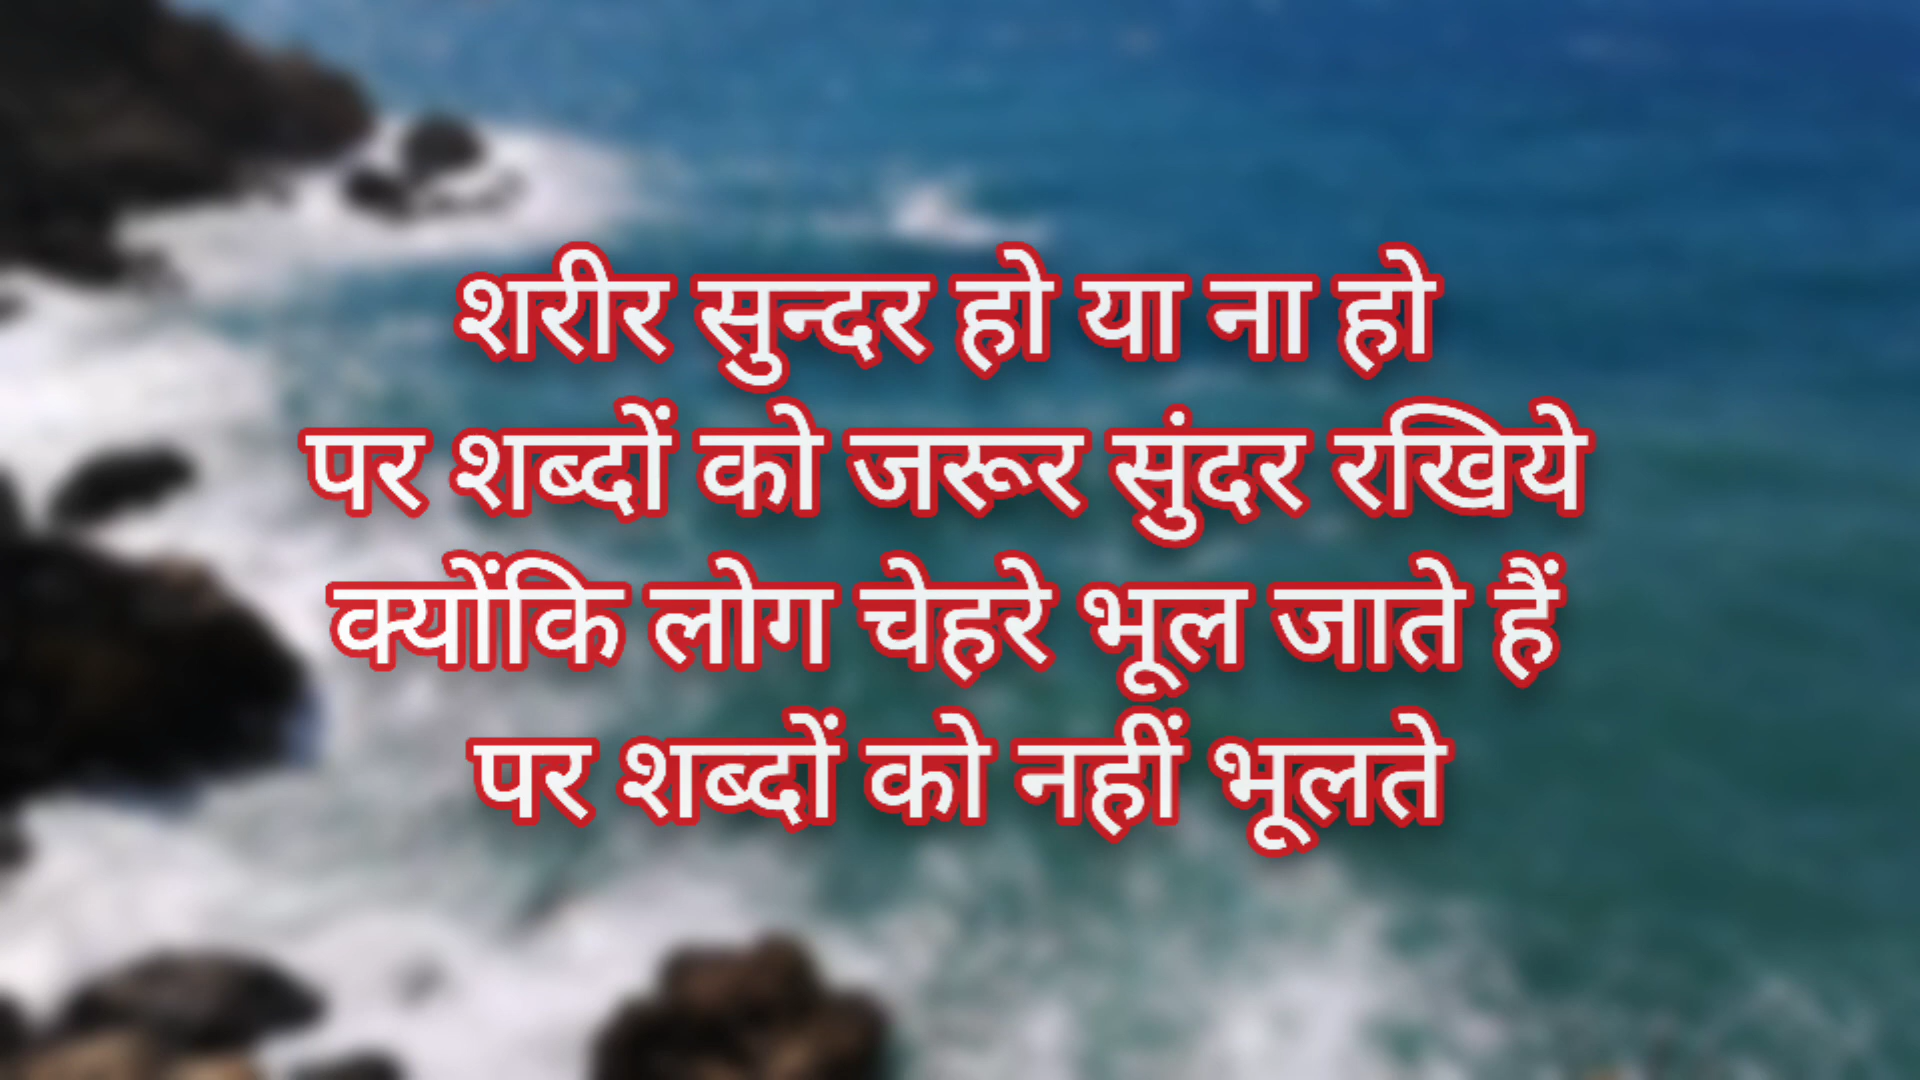 शरीर सुन्दर हो या ना हो
पर शब्दों को जरूर सुंदर रखिये
क्योंकि लोग चेहरे भूल जाते हैं
पर शब्दों को नहीं भूलते